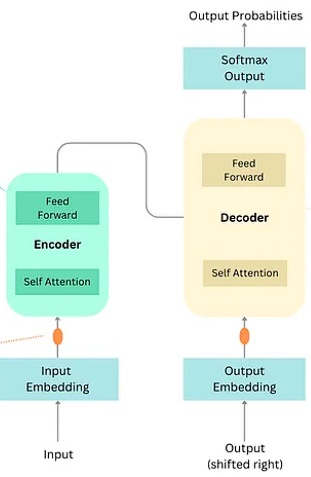 Output Probabilities
Softmax
Output
Feed
Forward
Decoder
Self Attention
Output
Embedding
Output
(shifted right)
Feed
Forward
Encoder
Self Attention
Input
Embedding
Input